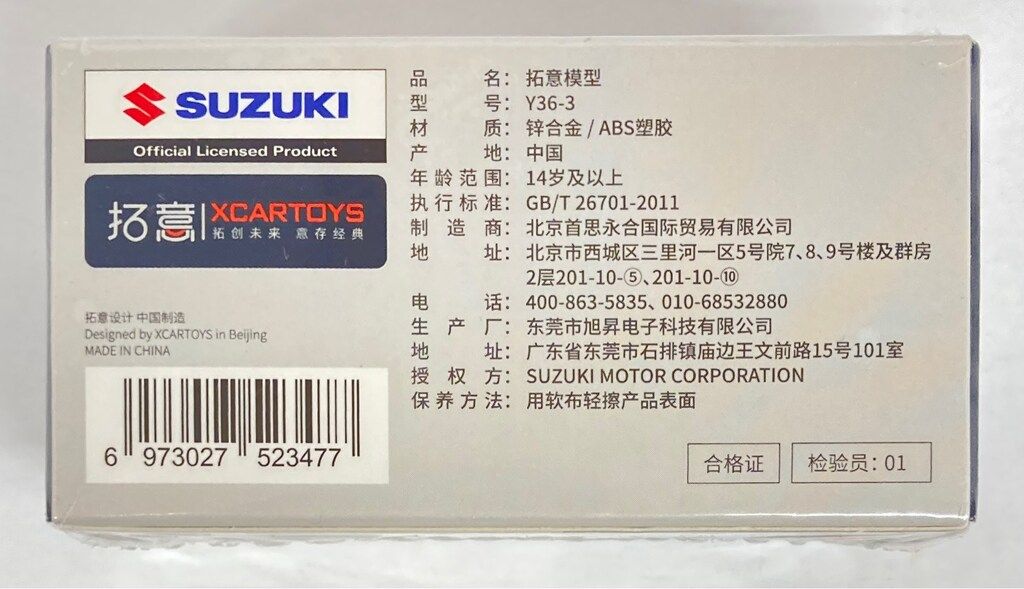 SUZUKI
Official Licensed Product
拓意 XCARTOYS
拓创未来 意存经典
拓意设计 中国制造
Designed by XCARTOYS in Beijing
MADE IN CHINA
6 973027 523477
品名：拓意模型
型号：Y36-3
材质：锌合金 / ABS塑胶
产地：中国
年龄范围：14岁及以上
执行标准：GB/T 26701-2011
制造商：北京首思永合国际贸易有限公司
地址：北京市西城区三里河一区5号院7、8、9号楼及群房
2层201-10-⑤、201-10-⑩
电话：400-863-5835、010-68532880
生产厂：东莞市旭昇电子科技有限公司
地址：广东省东莞市石排镇庙边王文前路15号101室
授权方：SUZUKI MOTOR CORPORATION
保养方法：用软布轻擦产品表面
合格证
检验员：01